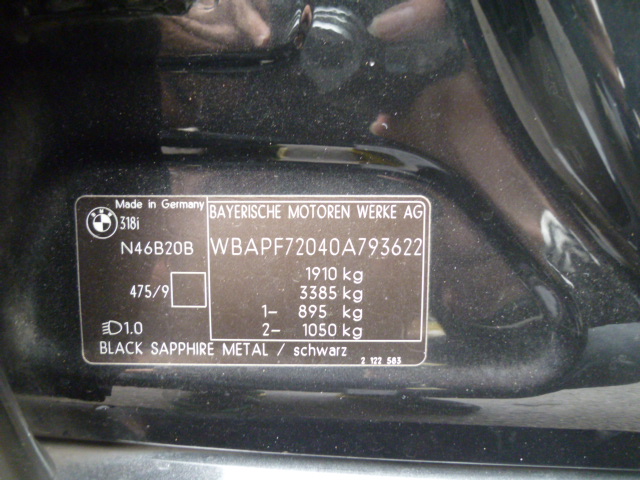 Made in Germany
BMW
318i
BAYERISCHE MOTOREN WERKE AG
N46B20B
WBAPF72040A793622
1910 kg
475/9
3385 kg
1- 895 kg
1.0
2- 1050 kg
BLACK SAPPHIRE METAL / schwarz
2 122 583